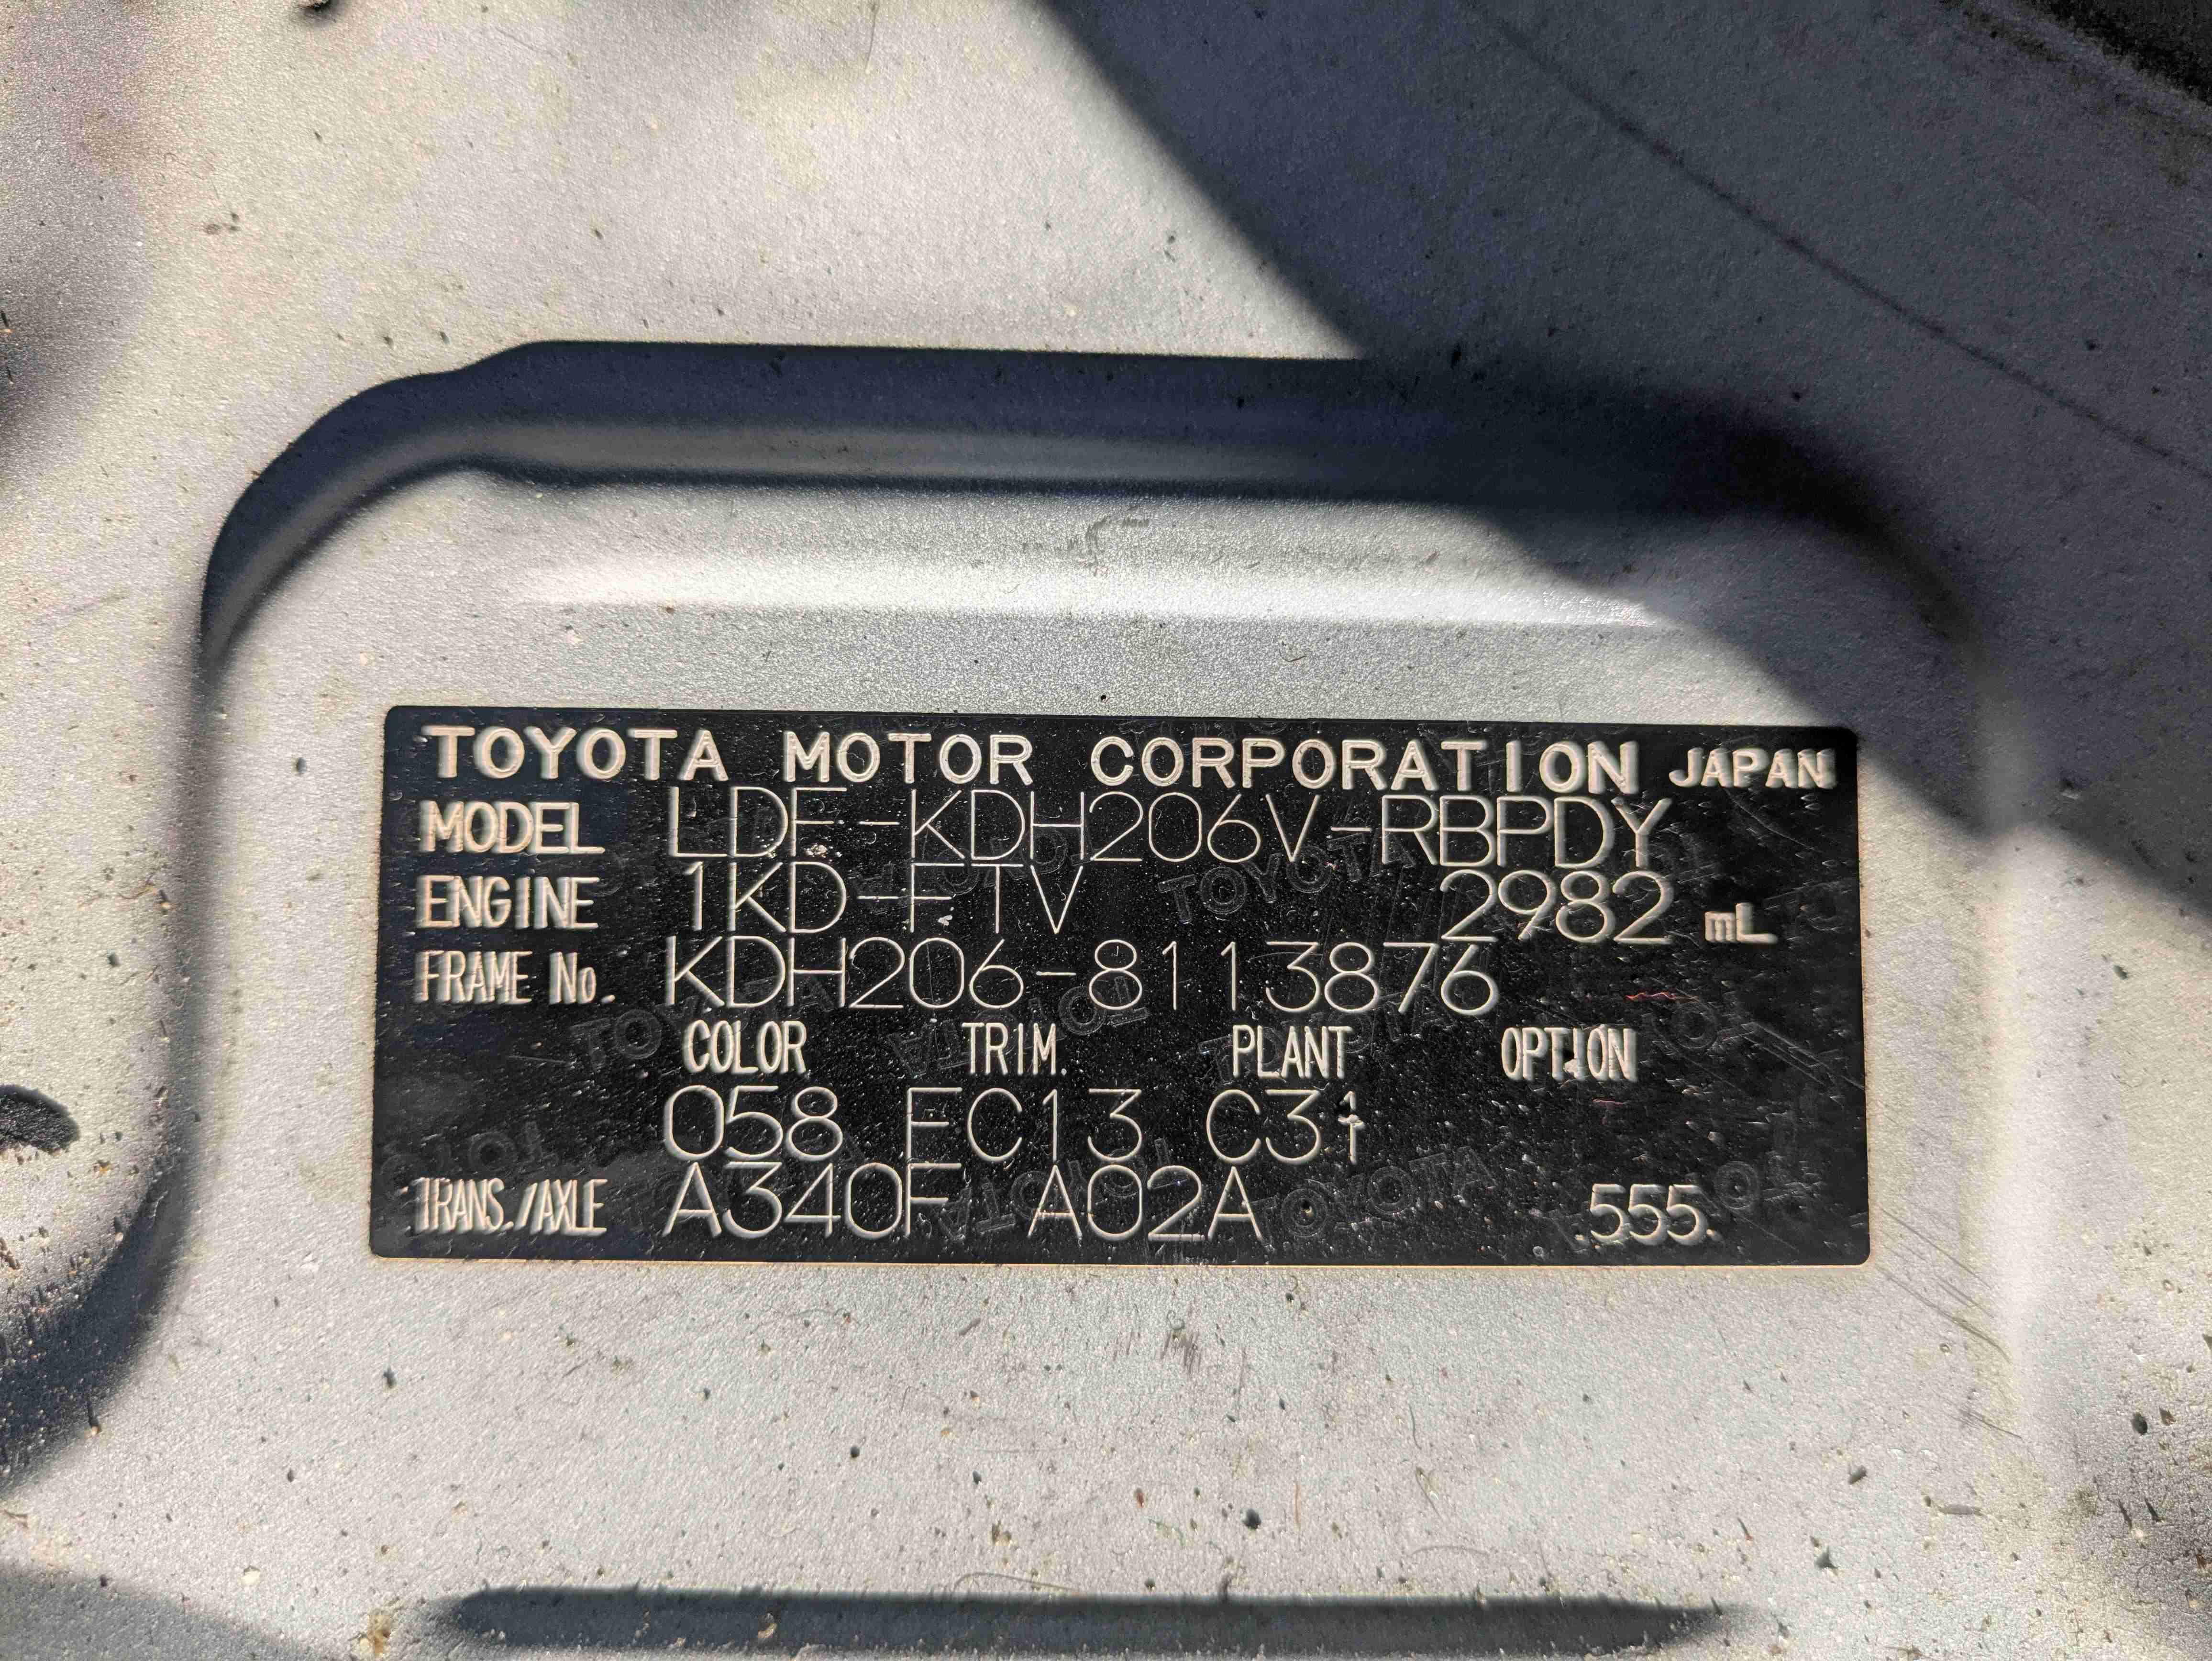 TOYOTA MOTOR CORPORATION JAPAN
MODEL LDF-KDH206V-RBPDY
ENGINE 1KD-FTV 2982 mL
FRAME No. KDH206-8113876
COLOR TRIM. PLANT OPTION
058 FC13 C31
TRANS./AXLE A340F A02A .555.